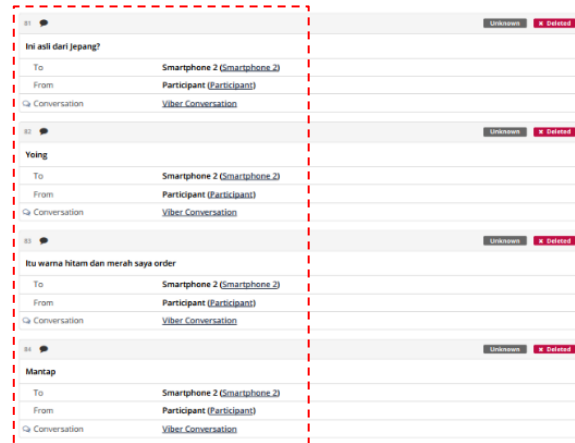 81 Unknown × Deleted
Ini asli dari Jepang?
To Smartphone 2 (Smartphone 2)
From Participant (Participant)
Conversation Viber Conversation
82 Unknown × Deleted
Yoing
To Smartphone 2 (Smartphone 2)
From Participant (Participant)
Conversation Viber Conversation
83 Unknown × Deleted
Itu warna hitam dan merah saya order
To Smartphone 2 (Smartphone 2)
From Participant (Participant)
Conversation Viber Conversation
84 Unknown × Deleted
Mantap
To Smartphone 2 (Smartphone 2)
From Participant (Participant)
Conversation Viber Conversation